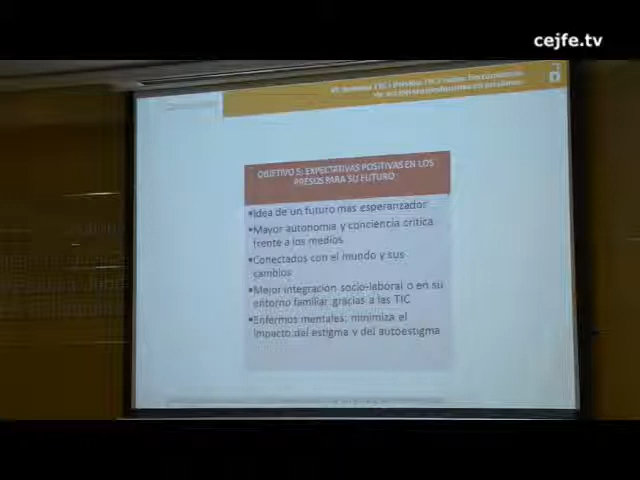 cejfe.tv
OBJETIVO 5: EXPECTATIVAS POSITIVAS EN LOS
PRESOS PARA SU FUTURO
▪Idea de un futuro más esperanzador
▪Mayor autonomía y conciencia crítica
frente a los medios
▪Conectados con el mundo y sus
cambios
▪Mejor integración socio-laboral o en su
entorno familiar gracias a las TIC
▪Enfermos mentales: minimiza el
impacto del estigma y del autoestigma